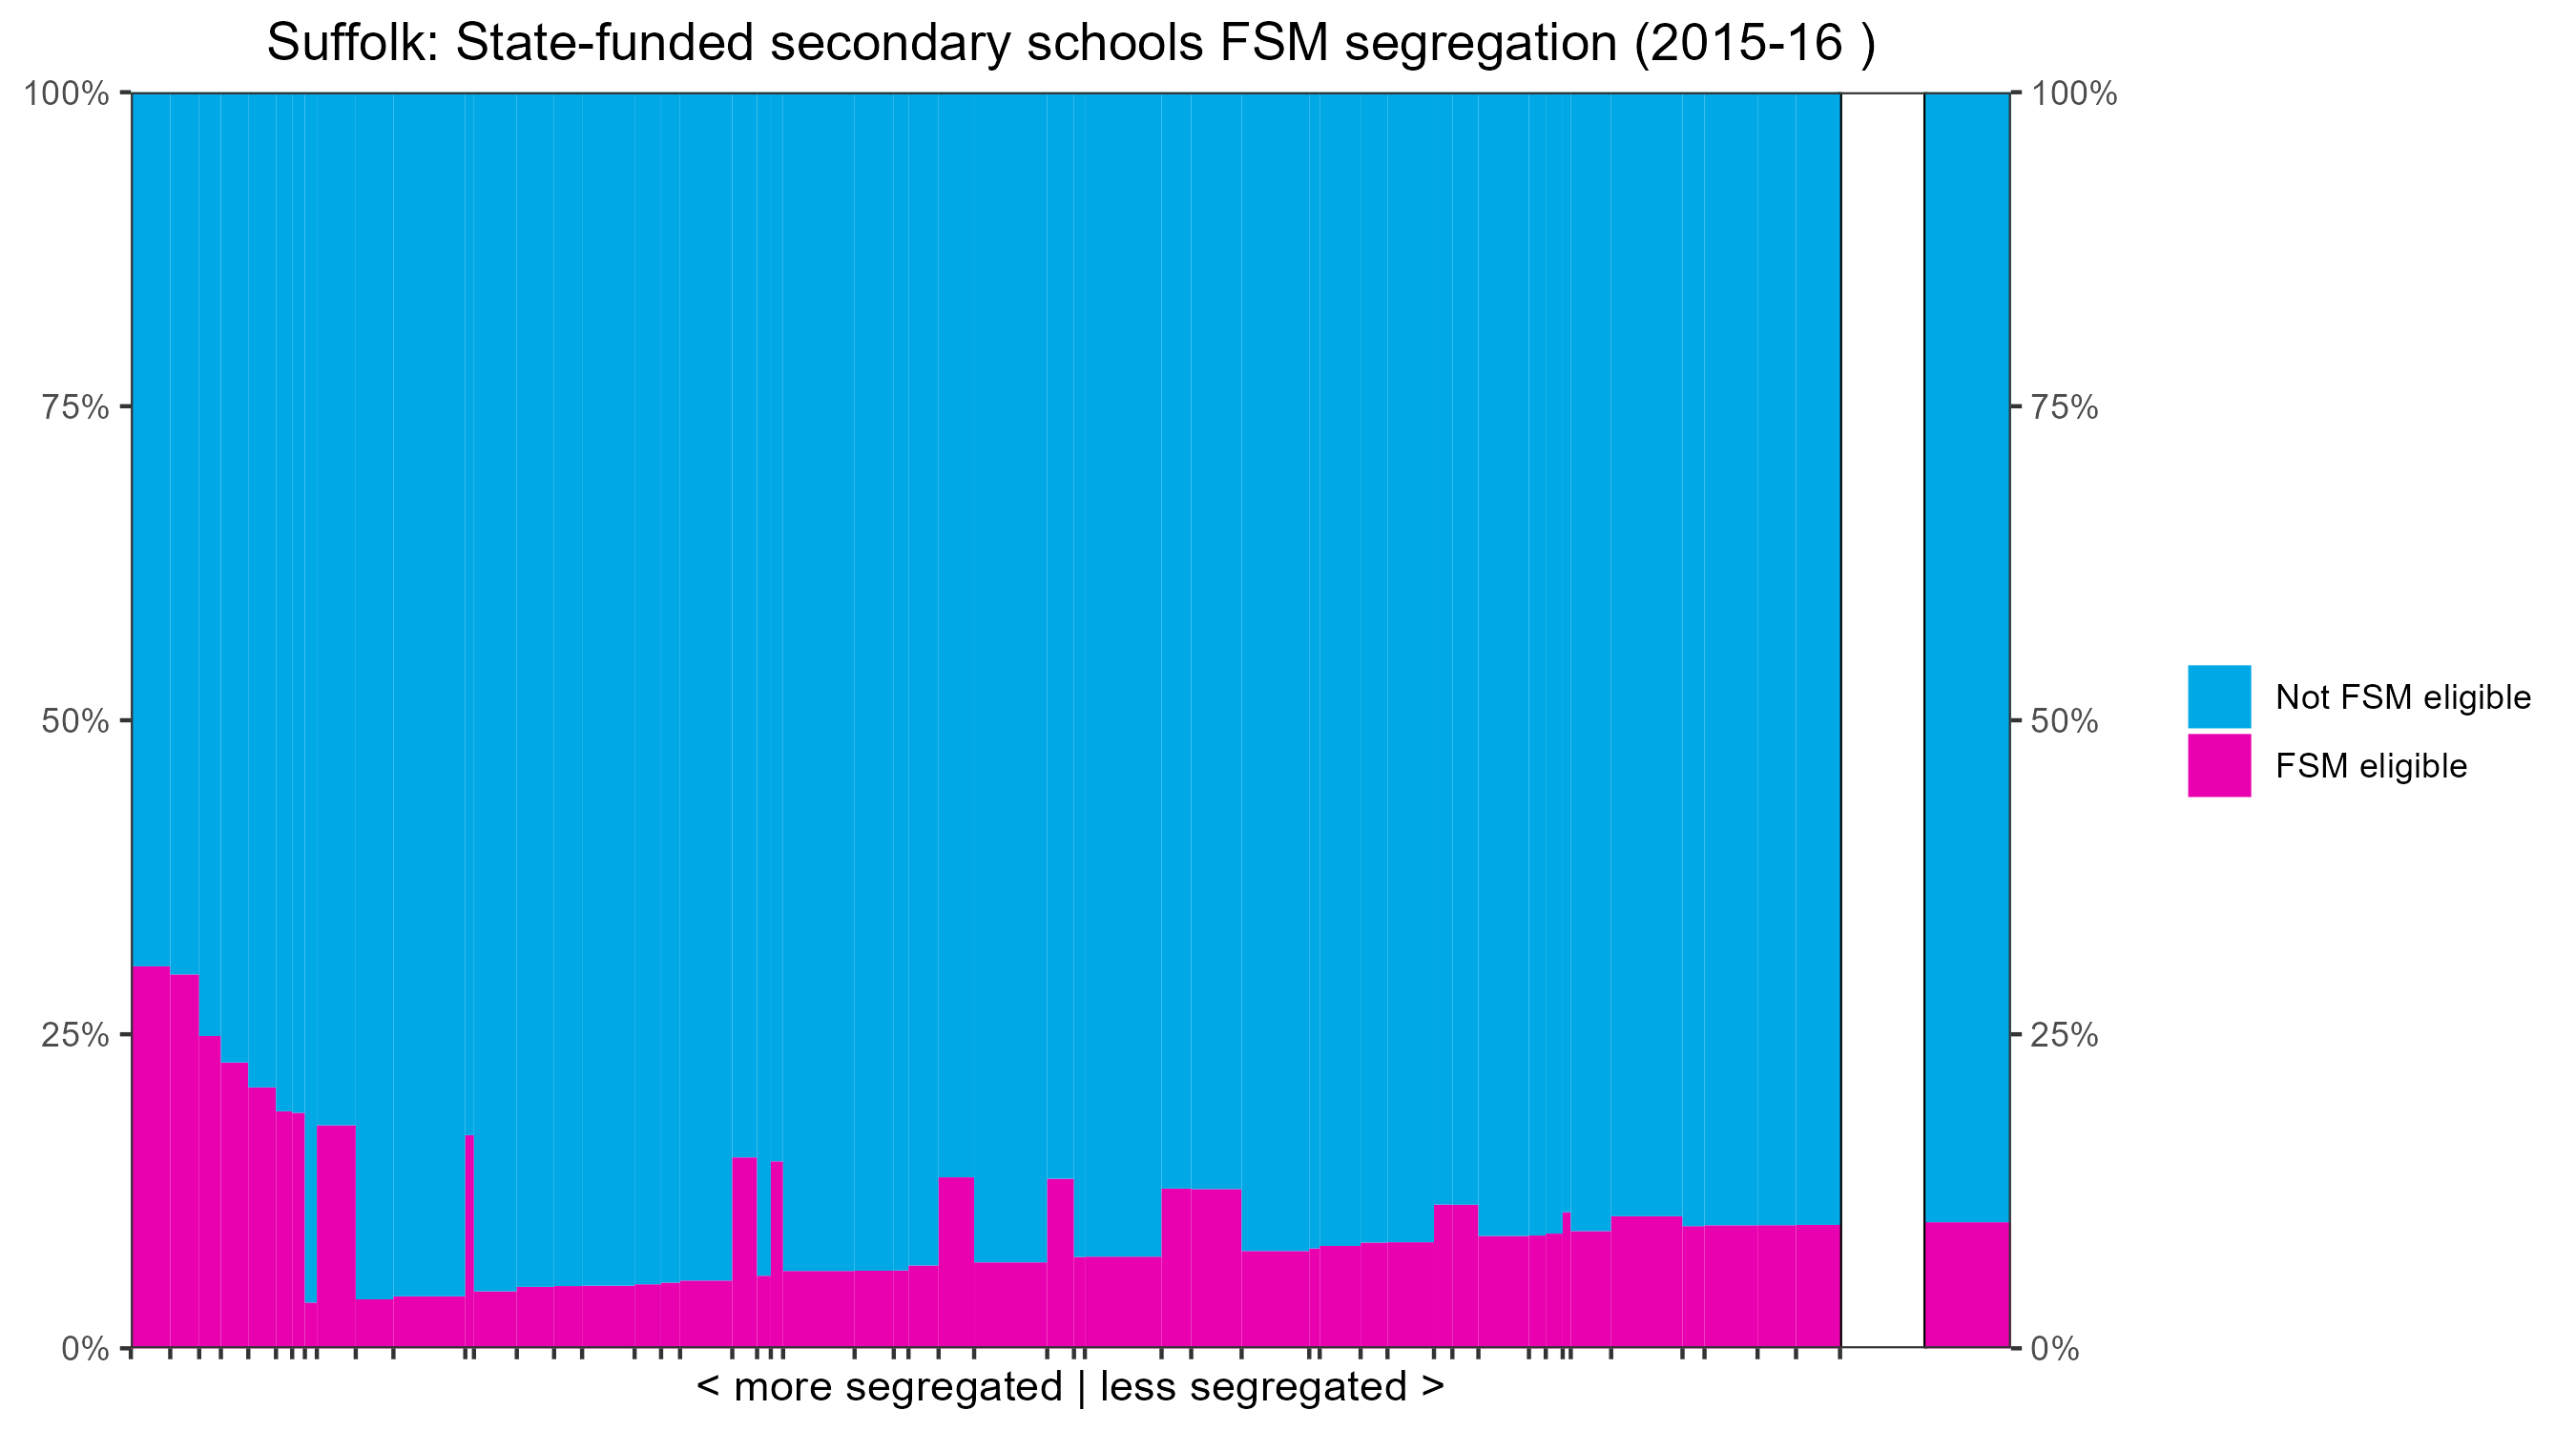 Suffolk: State-funded secondary schools FSM segregation (2015-16 )
100%
75%
50%
25%
0%
100%
75%
50%
25%
0%
< more segregated | less segregated >
Not FSM eligible
FSM eligible